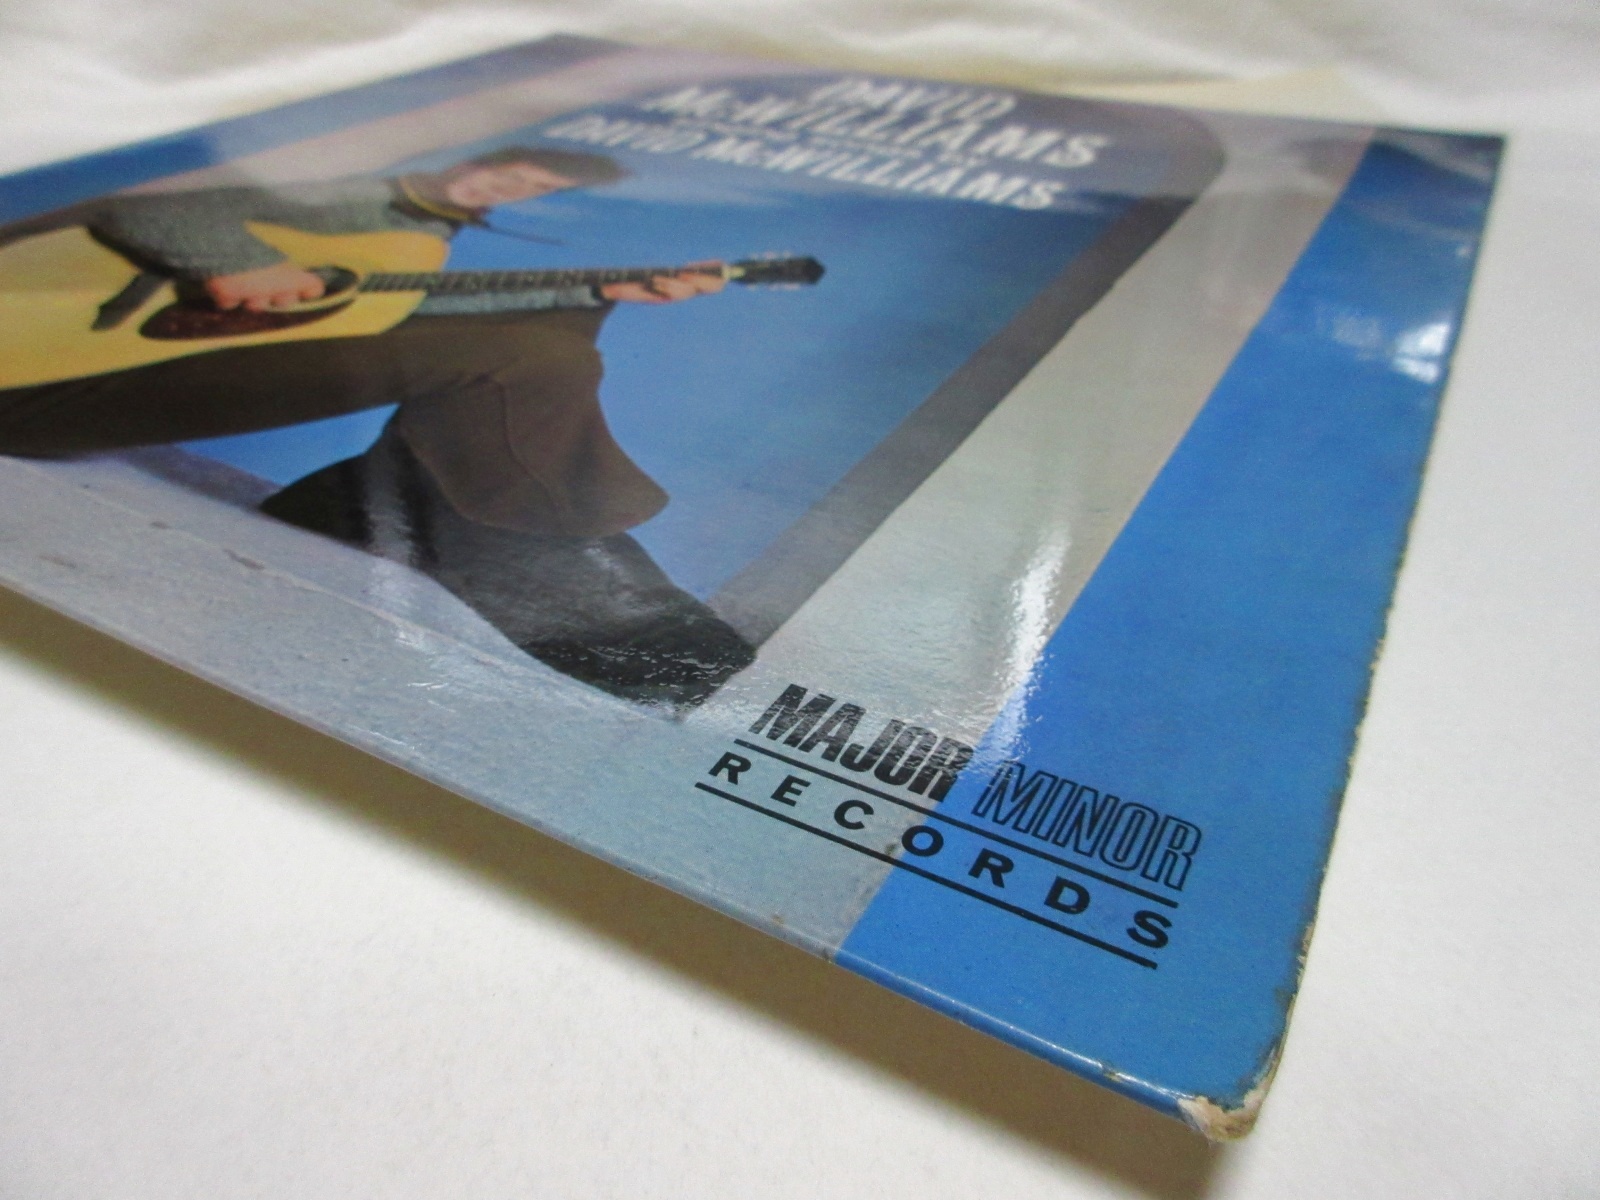 DAVID
McWILLIAMS
DAVID McWILLIAMS
MAJOR MINOR
RECORDS